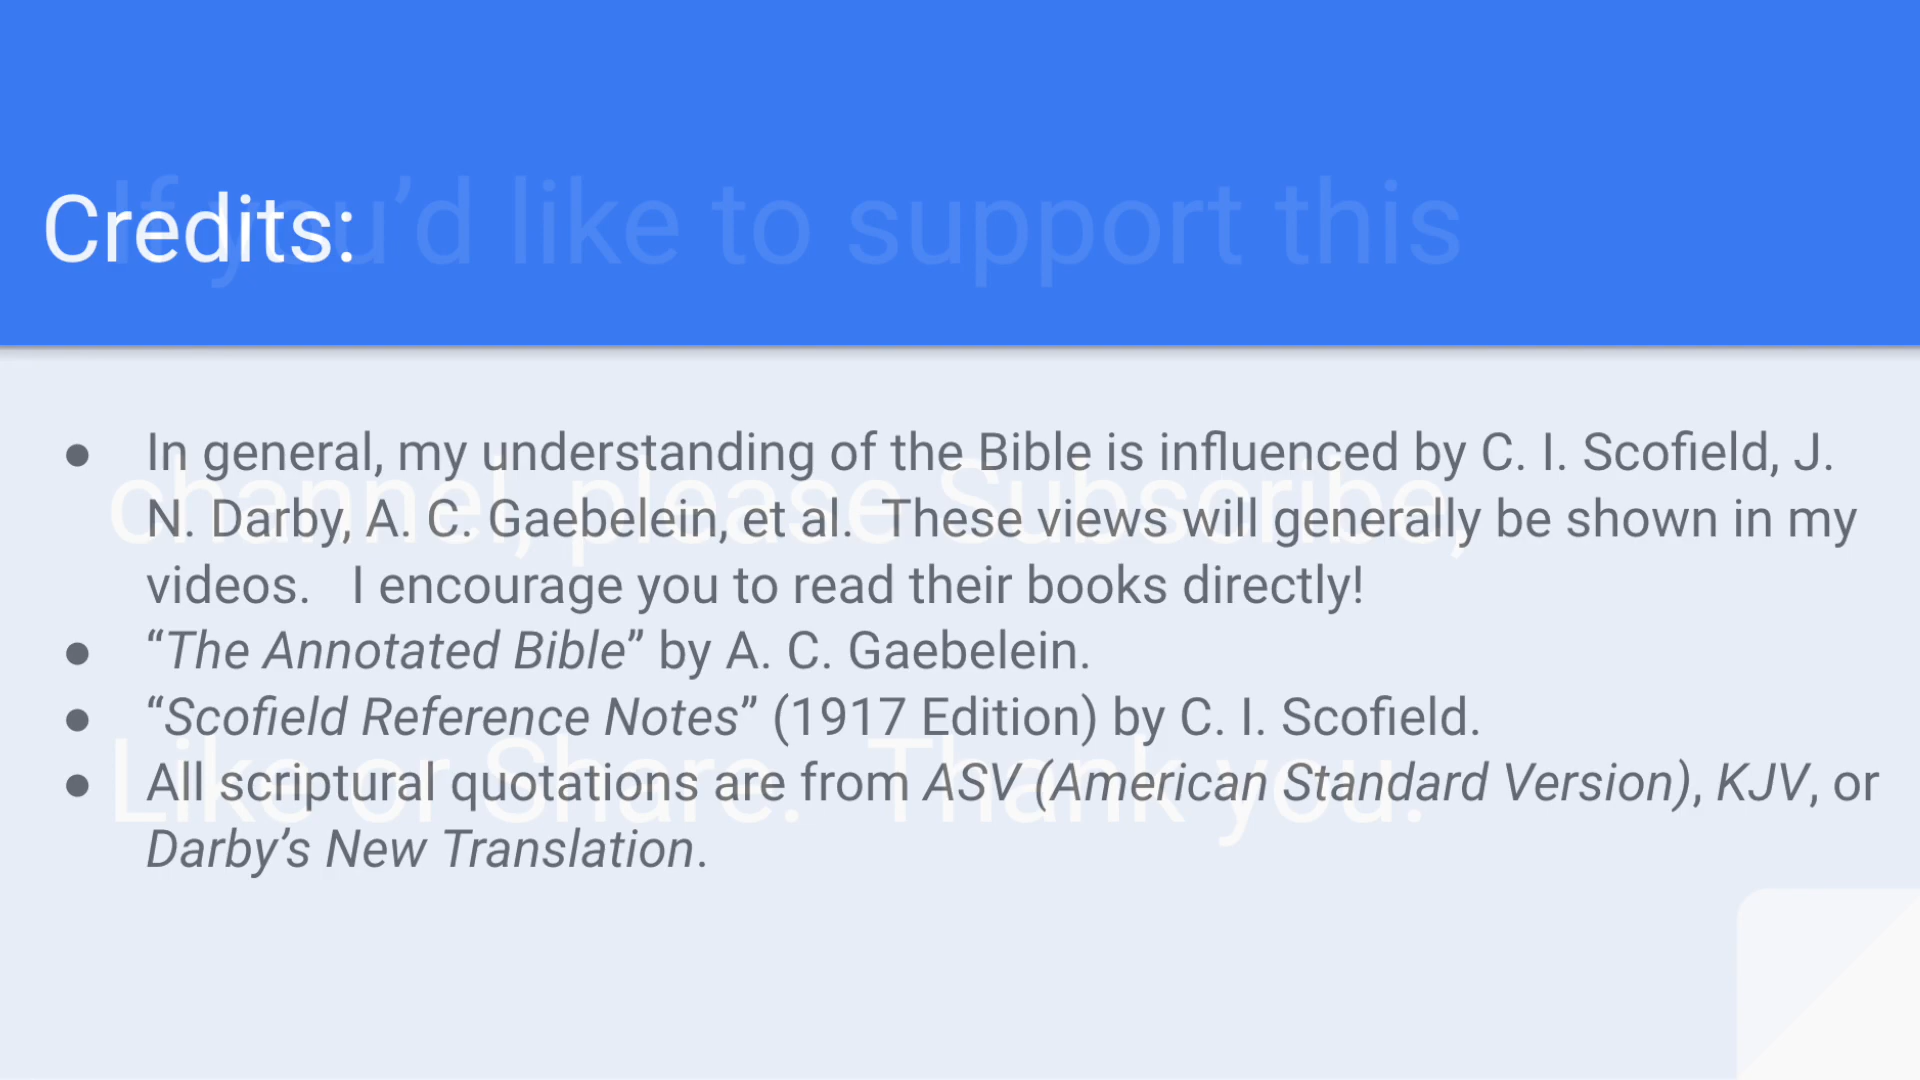 If you’d like to support this
Credits:
In general, my understanding of the Bible is influenced by C. I. Scofield, J.
channel, please Subscribe,
N. Darby, A. C. Gaebelein, et al.  These views will generally be shown in my
videos.   I encourage you to read their books directly!
“The Annotated Bible” by A. C. Gaebelein.
“Scofield Reference Notes” (1917 Edition) by C. I. Scofield.
Like or Share.  Thank you.
All scriptural quotations are from ASV (American Standard Version), KJV, or
Darby’s New Translation.